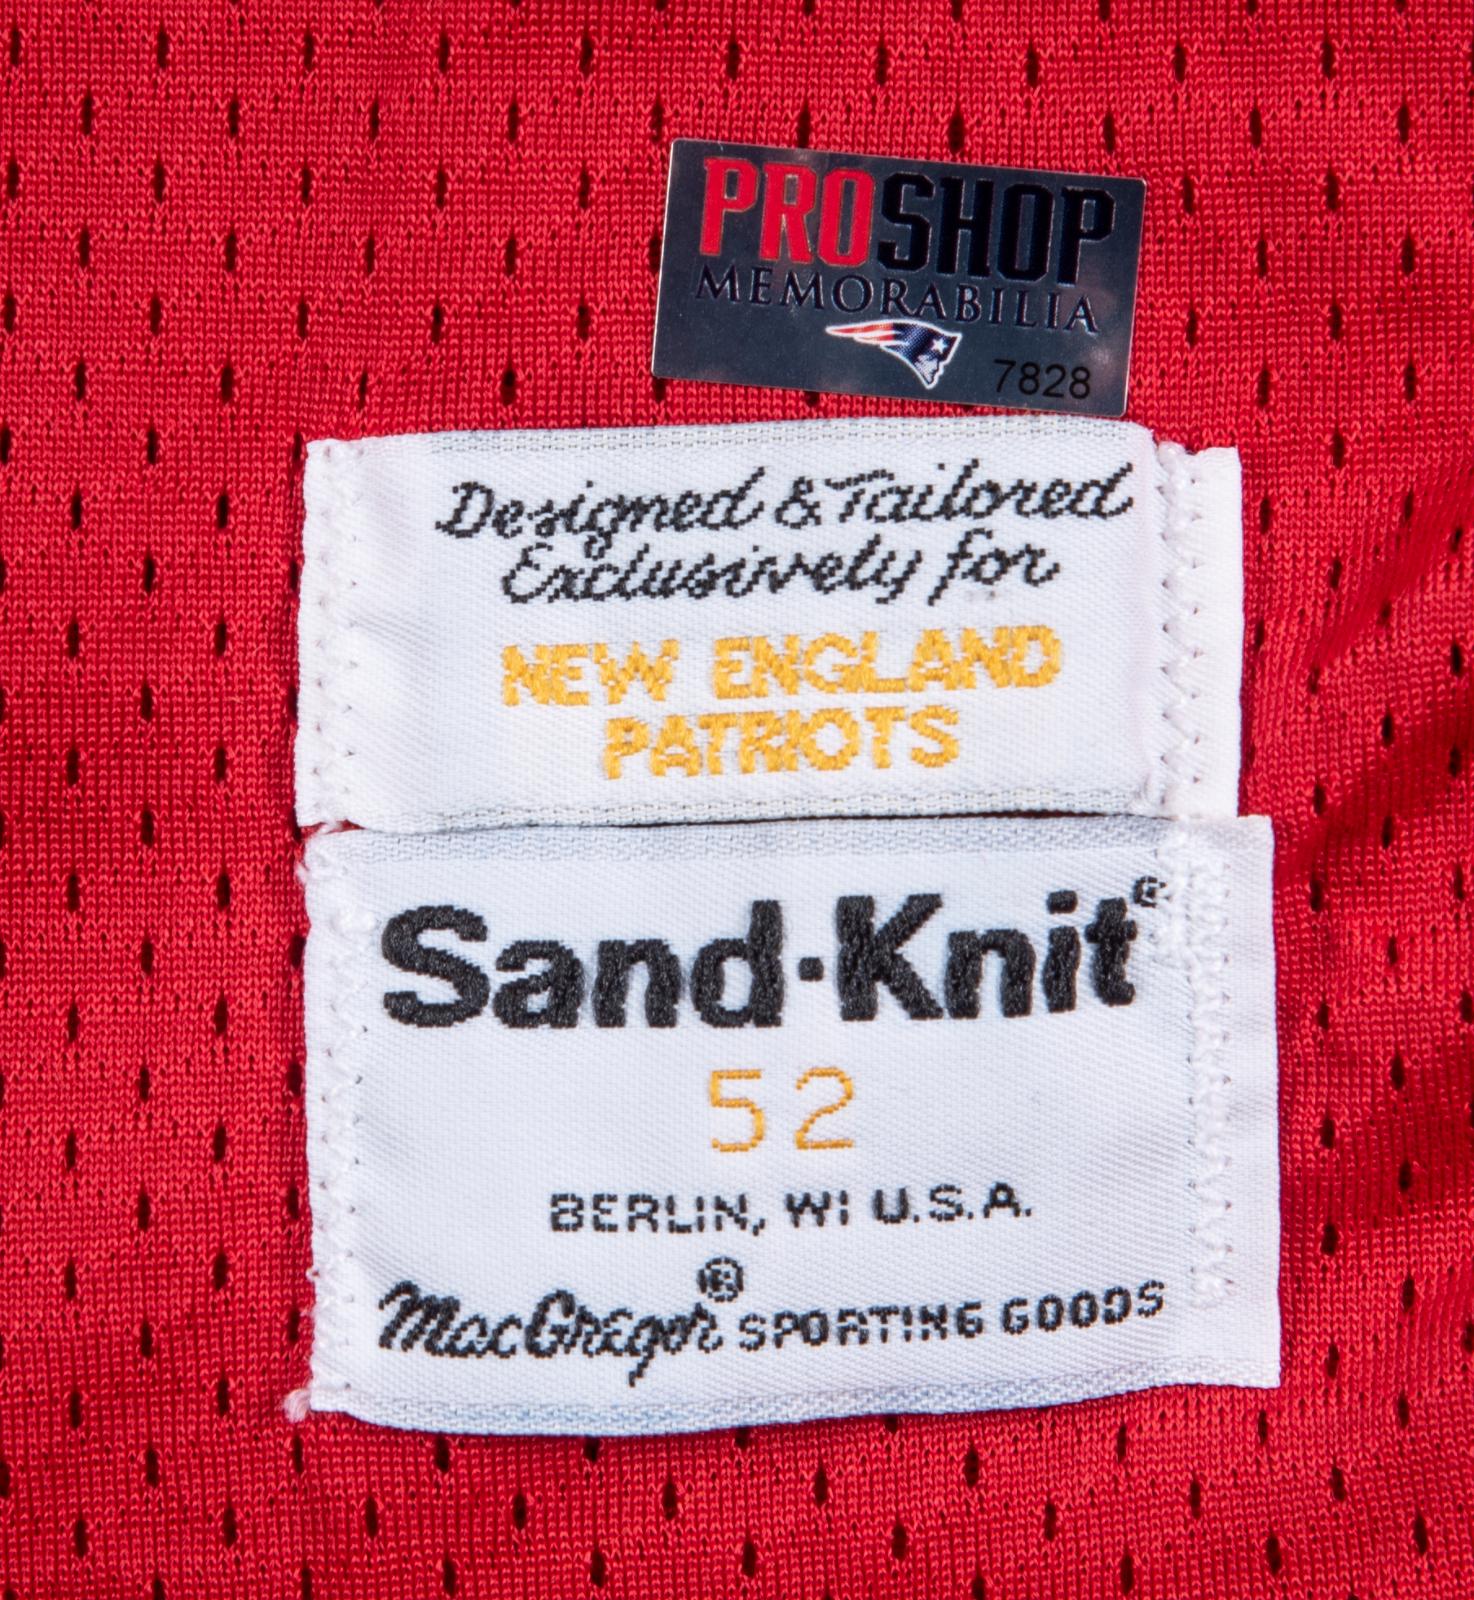 PROSHOP
MEMORABILIA
7828
Designed & Tailored
Exclusively for
NEW ENGLAND
PATRIOTS
Sand·Knit®
52
BERLIN, WI U.S.A.
MacGregor® SPORTING GOODS